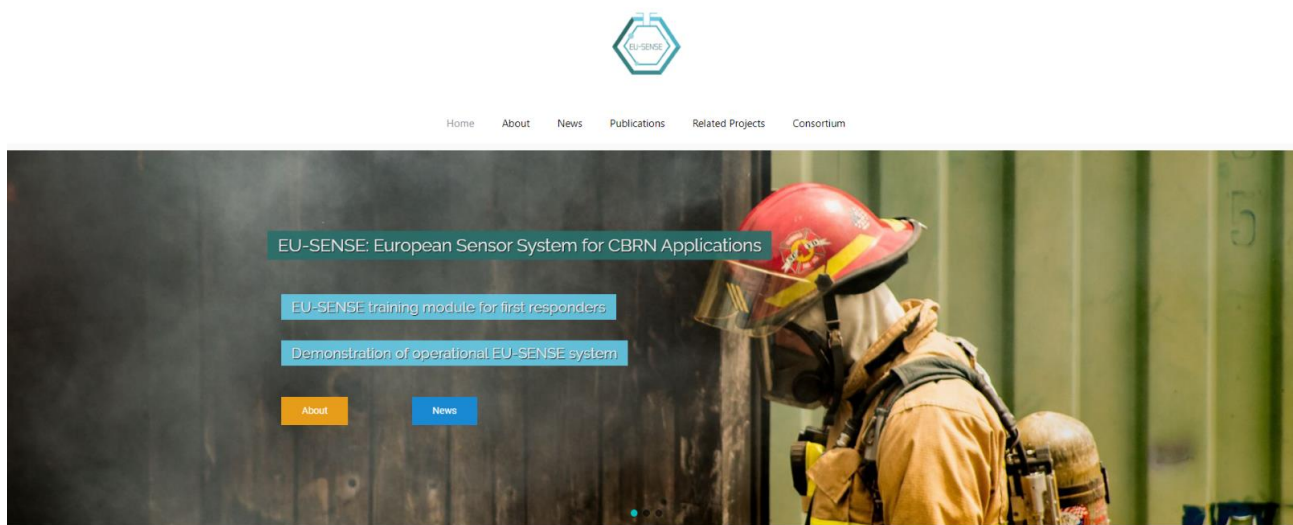 EU-SENSE
Home About News Publications Related Projects Consortium
EU-SENSE: European Sensor System for CBRN Applications
EU-SENSE training module for first responders
Demonstration of operational EU-SENSE system
About News
5